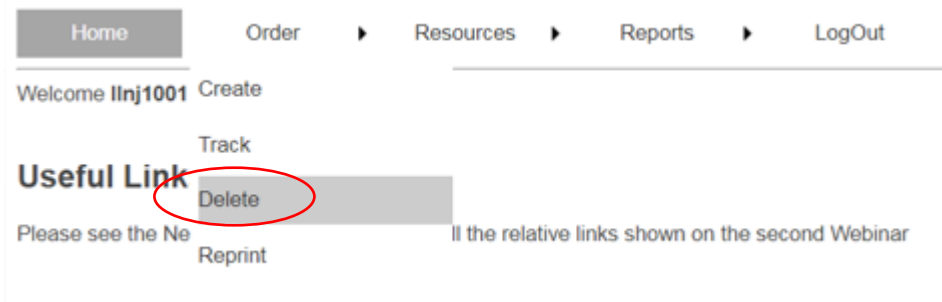 Home Order Resources Reports LogOut
Welcome llnj1001 Create
Track
Useful Link
Delete
Please see the Ne ll the relative links shown on the second Webinar
Reprint